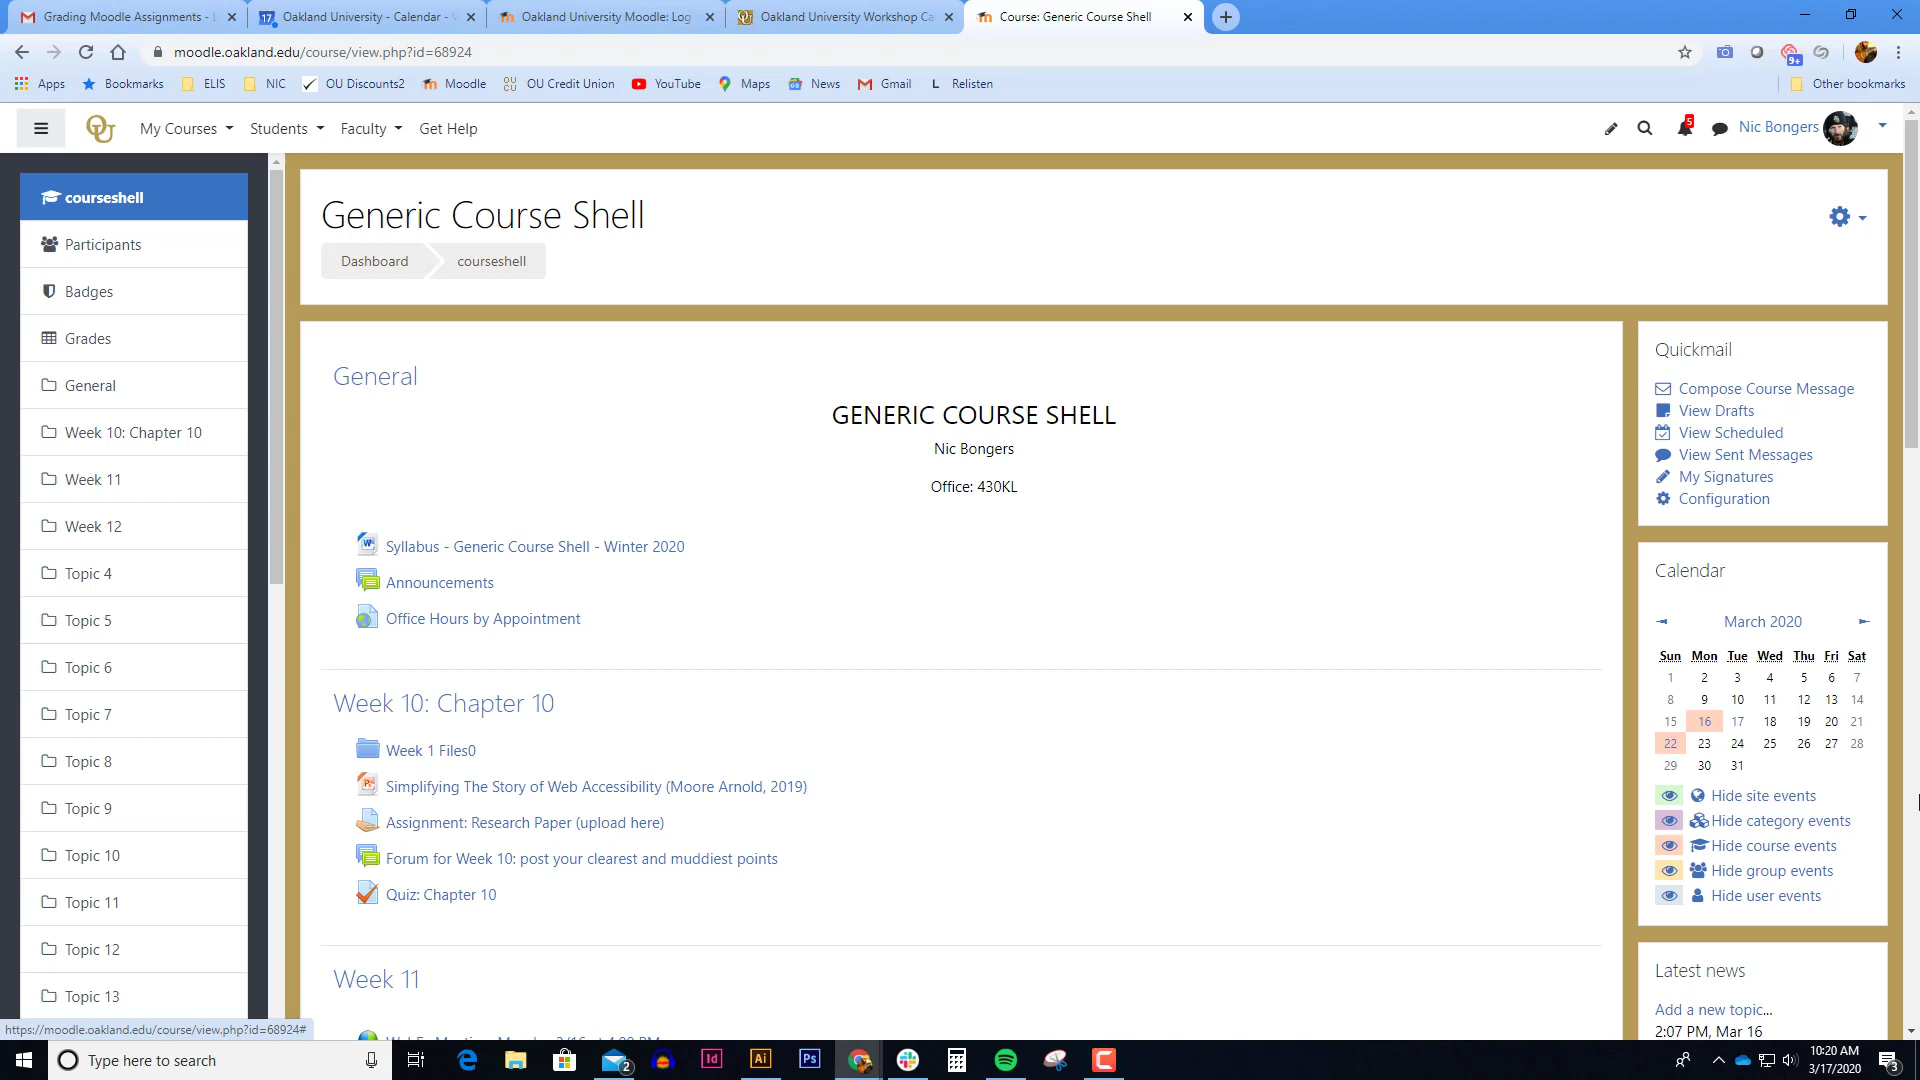 Grading Moodle Assignments - L
17 Oakland University - Calendar - 
Oakland University Moodle: Log
Oakland University Workshop Ca
Course: Generic Course Shell
moodle.oakland.edu/course/view.php?id=68924
9+
Apps
Bookmarks
ELIS
NIC
OU Discounts2
Moodle
OU Credit Union
YouTube
Maps
News
Gmail
L Relisten
Other bookmarks
OU
My Courses
Students
Faculty
Get Help
5
Nic Bongers
courseshell
Participants
Badges
Grades
General
Week 10: Chapter 10
Week 11
Week 12
Topic 4
Topic 5
Topic 6
Topic 7
Topic 8
Topic 9
Topic 10
Topic 11
Topic 12
Topic 13
Generic Course Shell
Dashboard
courseshell
General
GENERIC COURSE SHELL
Nic Bongers
Office: 430KL
Syllabus - Generic Course Shell - Winter 2020
Announcements
Office Hours by Appointment
Week 10: Chapter 10
Week 1 Files0
Simplifying The Story of Web Accessibility (Moore Arnold, 2019)
Assignment: Research Paper (upload here)
Forum for Week 10: post your clearest and muddiest points
Quiz: Chapter 10
Week 11
Quickmail
Compose Course Message
View Drafts
View Scheduled
View Sent Messages
My Signatures
Configuration
Calendar
March 2020
Sun Mon Tue Wed Thu Fri Sat
1 2 3 4 5 6 7
8 9 10 11 12 13 14
15 16 17 18 19 20 21
22 23 24 25 26 27 28
29 30 31
Hide site events
Hide category events
Hide course events
Hide group events
Hide user events
Latest news
Add a new topic...
2:07 PM, Mar 16
https://moodle.oakland.edu/course/view.php?id=68924#
Type here to search
2
Id
Ai
Ps
10:20 AM
3/17/2020
3